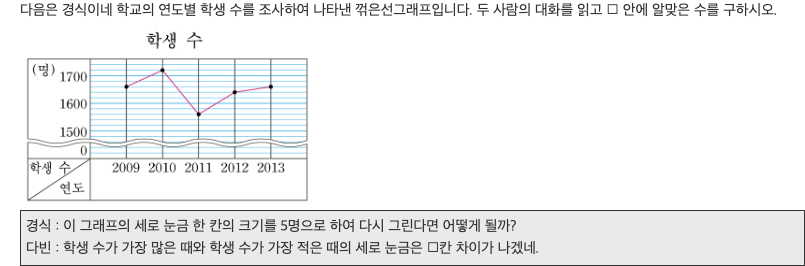 다음은 경식이네 학교의 연도별 학생 수를 조사하여 나타낸 꺾은선그래프입니다. 두 사람의 대화를 읽고 □ 안에 알맞은 수를 구하시오.
학생 수
(명)
1700
1600
1500
0
학생 수
연도
2009 2010 2011 2012 2013
경식 : 이 그래프의 세로 눈금 한 칸의 크기를 5명으로 하여 다시 그린다면 어떻게 될까?
다빈 : 학생 수가 가장 많은 때와 학생 수가 가장 적은 때의 세로 눈금은 □칸 차이가 나겠네.